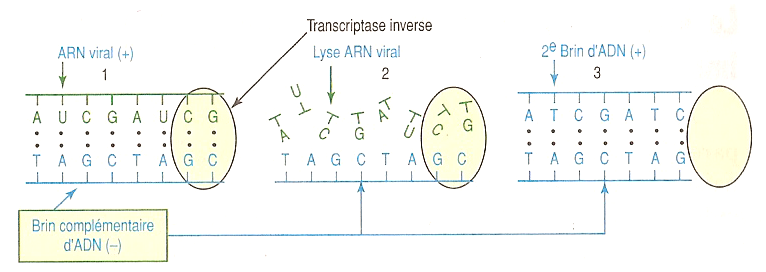 Transcriptase inverse
ARN viral (+)
Lyse ARN viral
2e Brin d'ADN (+)
1
2
3
A U C G A U C G
T A G C T A G C
A U C G A U C G
T A G C T A G C
A T C G A T C
T A G C T A G
Brin complémentaire
d'ADN (–)